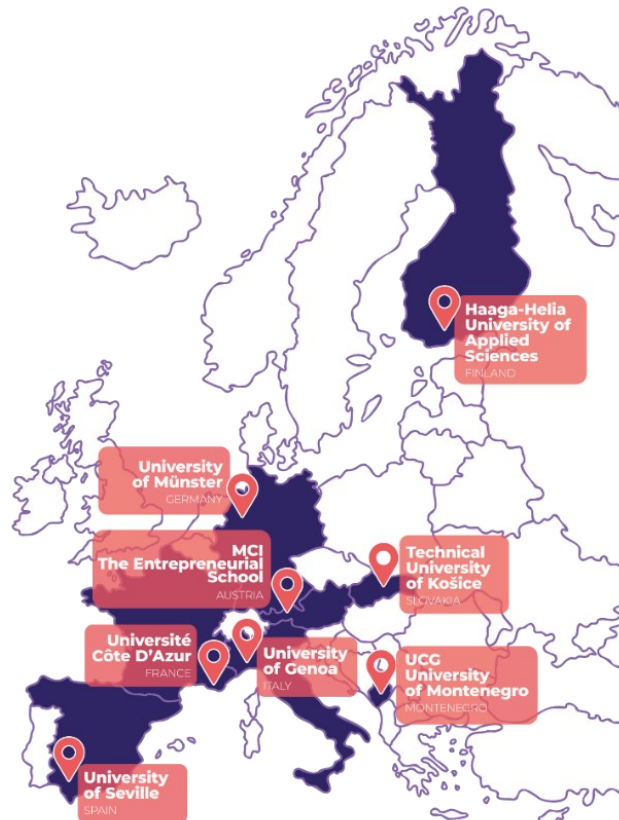 Haaga-Helia
University of
Applied
Sciences
FINLAND
University
of Münster
GERMANY
MCI
The Entrepreneurial
School
AUSTRIA
Technical
University
of Košice
SLOVAKIA
Université
Côte D'Azur
FRANCE
University
of Genoa
ITALY
UCG
University
of Montenegro
MONTENEGRO
University
of Seville
SPAIN